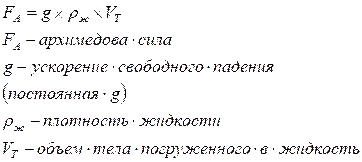 F_A = g × ρ_ж × V_T
F_A – архимедова · сила
g – ускорение · свободного · падения
(постоянная · g)
ρ_ж – плотность · жидкости
V_T – объем · тела · погруженного · в · жидкость